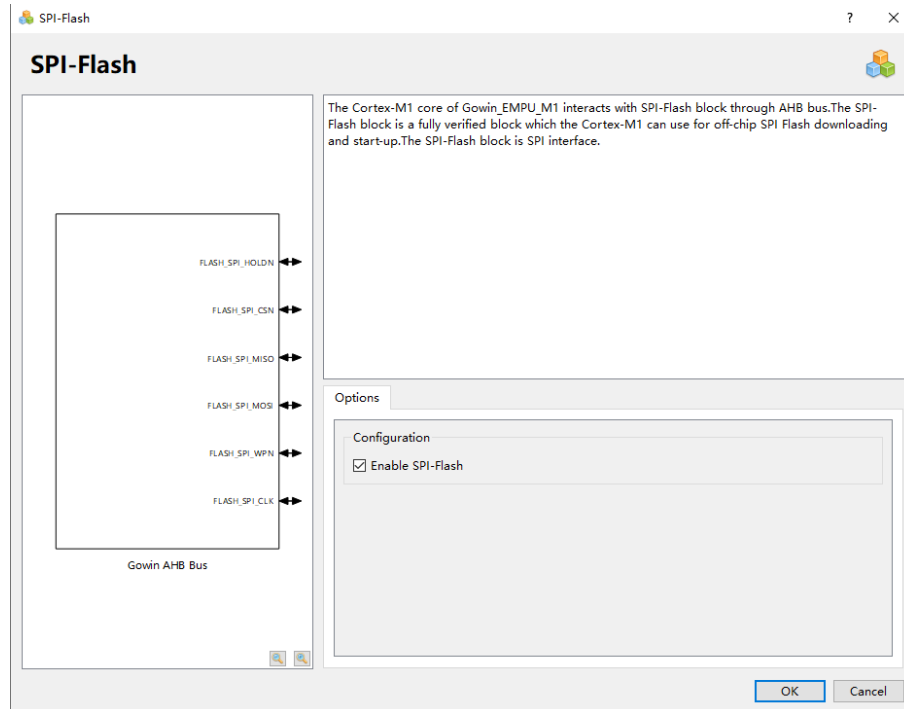 SPI-Flash
? ×
SPI-Flash
The Cortex-M1 core of Gowin_EMPU_M1 interacts with SPI-Flash block through AHB bus.The SPI-
Flash block is a fully verified block which the Cortex-M1 can use for off-chip SPI Flash downloading
and start-up.The SPI-Flash block is SPI interface.
FLASH_SPI_HOLDN
FLASH_SPI_CSN
FLASH_SPI_MISO
FLASH_SPI_MOSI
FLASH_SPI_WPN
FLASH_SPI_CLK
Gowin AHB Bus
Options
Configuration
Enable SPI-Flash
OK
Cancel